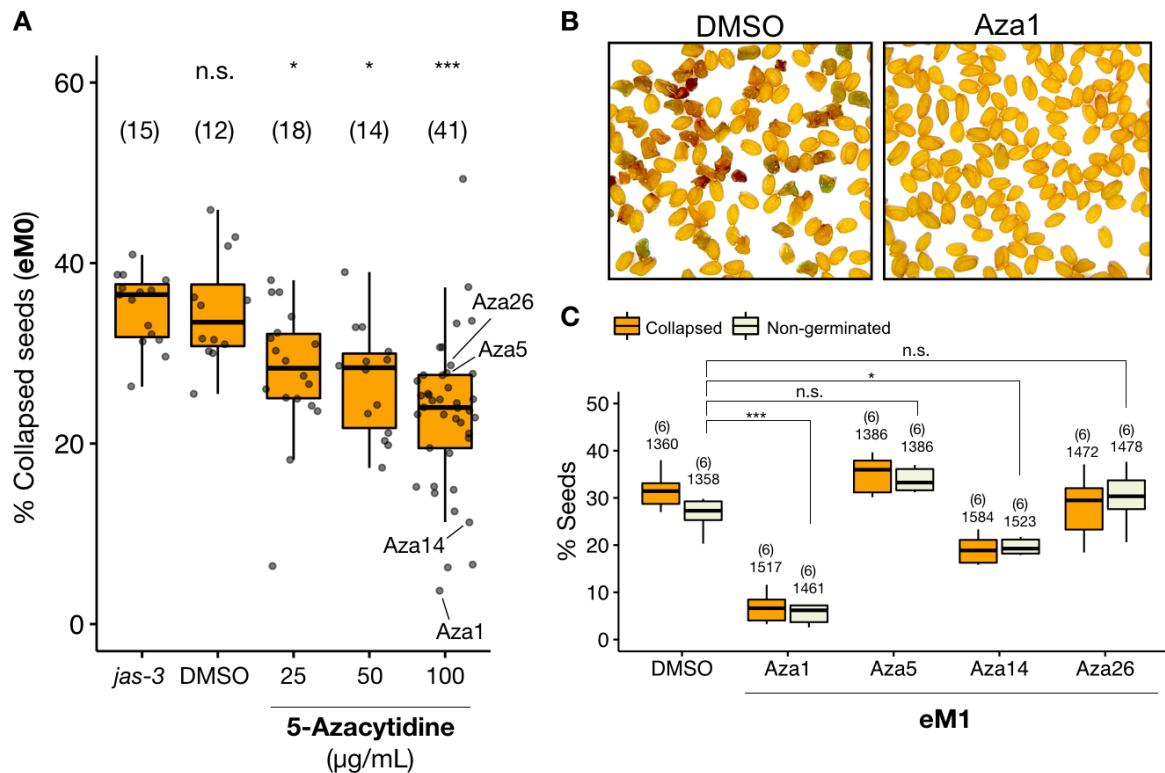 A
% Collapsed seeds (eM0)
60
40
20
0
n.s.
*
*
***
(15)
(12)
(18)
(14)
(41)
Aza26
Aza5
Aza14
Aza1
jas-3
DMSO
25
50
100
5-Azacytidine
(µg/mL)
B
DMSO
Aza1
C
Collapsed
Non-germinated
% Seeds
50
40
30
20
10
0
n.s.
*
n.s.
***
(6)
1360
(6)
1358
(6)
1517
(6)
1461
(6)
1386
(6)
1386
(6)
1584
(6)
1523
(6)
1472
(6)
1478
DMSO
Aza1
Aza5
Aza14
Aza26
eM1